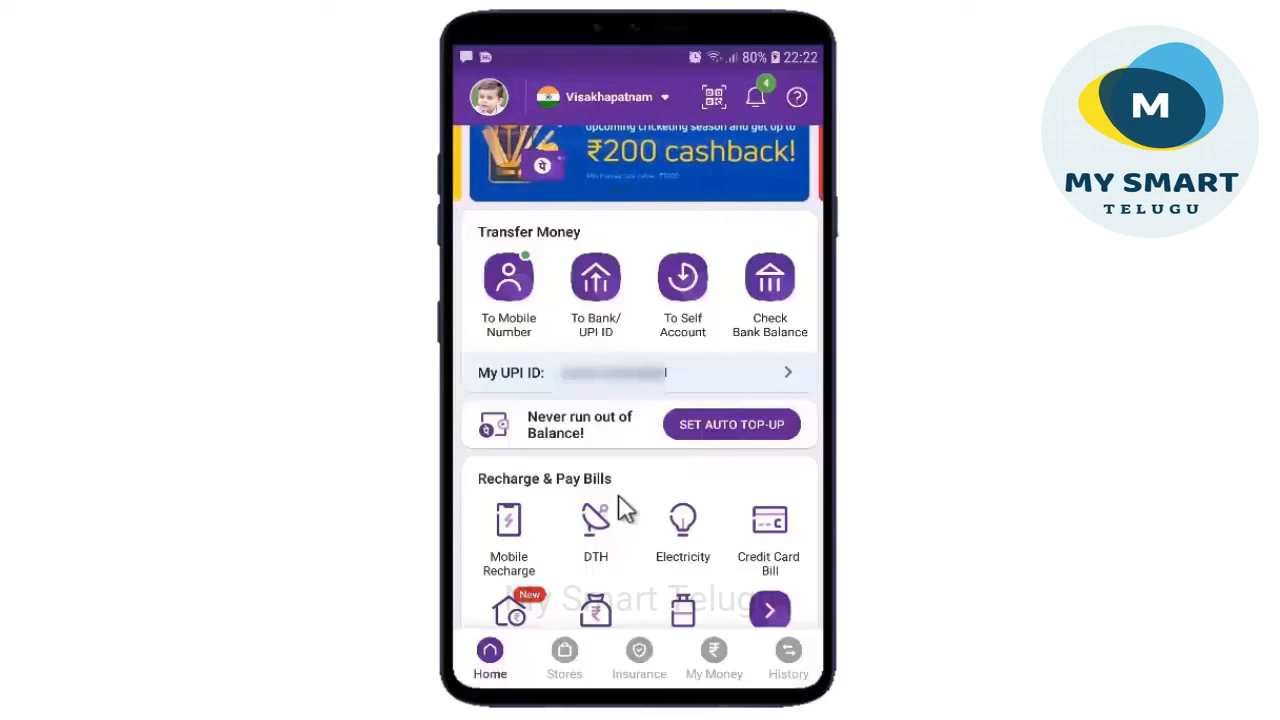 80% 22:22
Visakhapatnam
4
upcoming cricketing season and get up to
₹200 cashback!
Transfer Money
To Mobile Number
To Bank/ UPI ID
To Self Account
Check Bank Balance
My UPI ID:
Never run out of
Balance!
SET AUTO TOP-UP
Recharge & Pay Bills
Mobile Recharge
DTH
Electricity
Credit Card Bill
New
My Smart Telugu
Home
Stores
Insurance
My Money
History
M
MY SMART
TELUGU